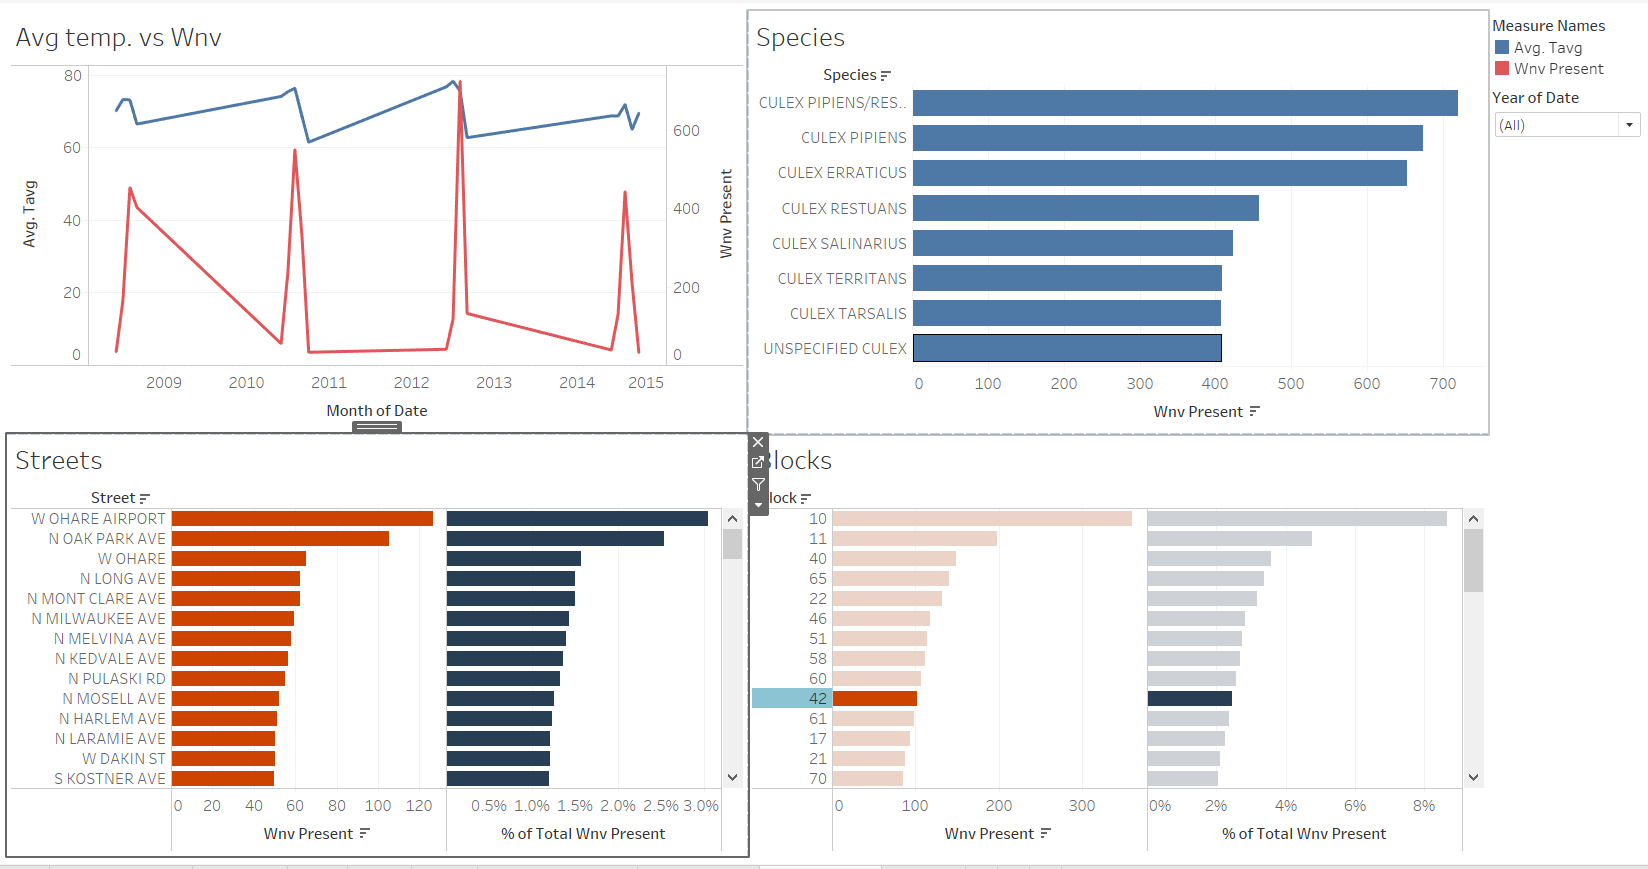 Avg temp. vs Wnv
80
60
40
20
0
Avg. Tavg
600
400
200
0
Wnv Present
2009 2010 2011 2012 2013 2014 2015
Month of Date
Species
Species
CULEX PIPIENS/RES..
CULEX PIPIENS
CULEX ERRATICUS
CULEX RESTUANS
CULEX SALINARIUS
CULEX TERRITANS
CULEX TARSALIS
UNSPECIFIED CULEX
0 100 200 300 400 500 600 700
Wnv Present
Measure Names
Avg. Tavg
Wnv Present
Year of Date
(All)
Streets
Street
W OHARE AIRPORT
N OAK PARK AVE
W OHARE
N LONG AVE
N MONT CLARE AVE
N MILWAUKEE AVE
N MELVINA AVE
N KEDVALE AVE
N PULASKI RD
N MOSELL AVE
N HARLEM AVE
N LARAMIE AVE
W DAKIN ST
S KOSTNER AVE
0 20 40 60 80 100 120
0.5% 1.0% 1.5% 2.0% 2.5% 3.0%
Wnv Present
% of Total Wnv Present
locks
lock
10
11
40
65
22
46
51
58
60
42
61
17
21
70
0 100 200 300
0% 2% 4% 6% 8%
Wnv Present
% of Total Wnv Present